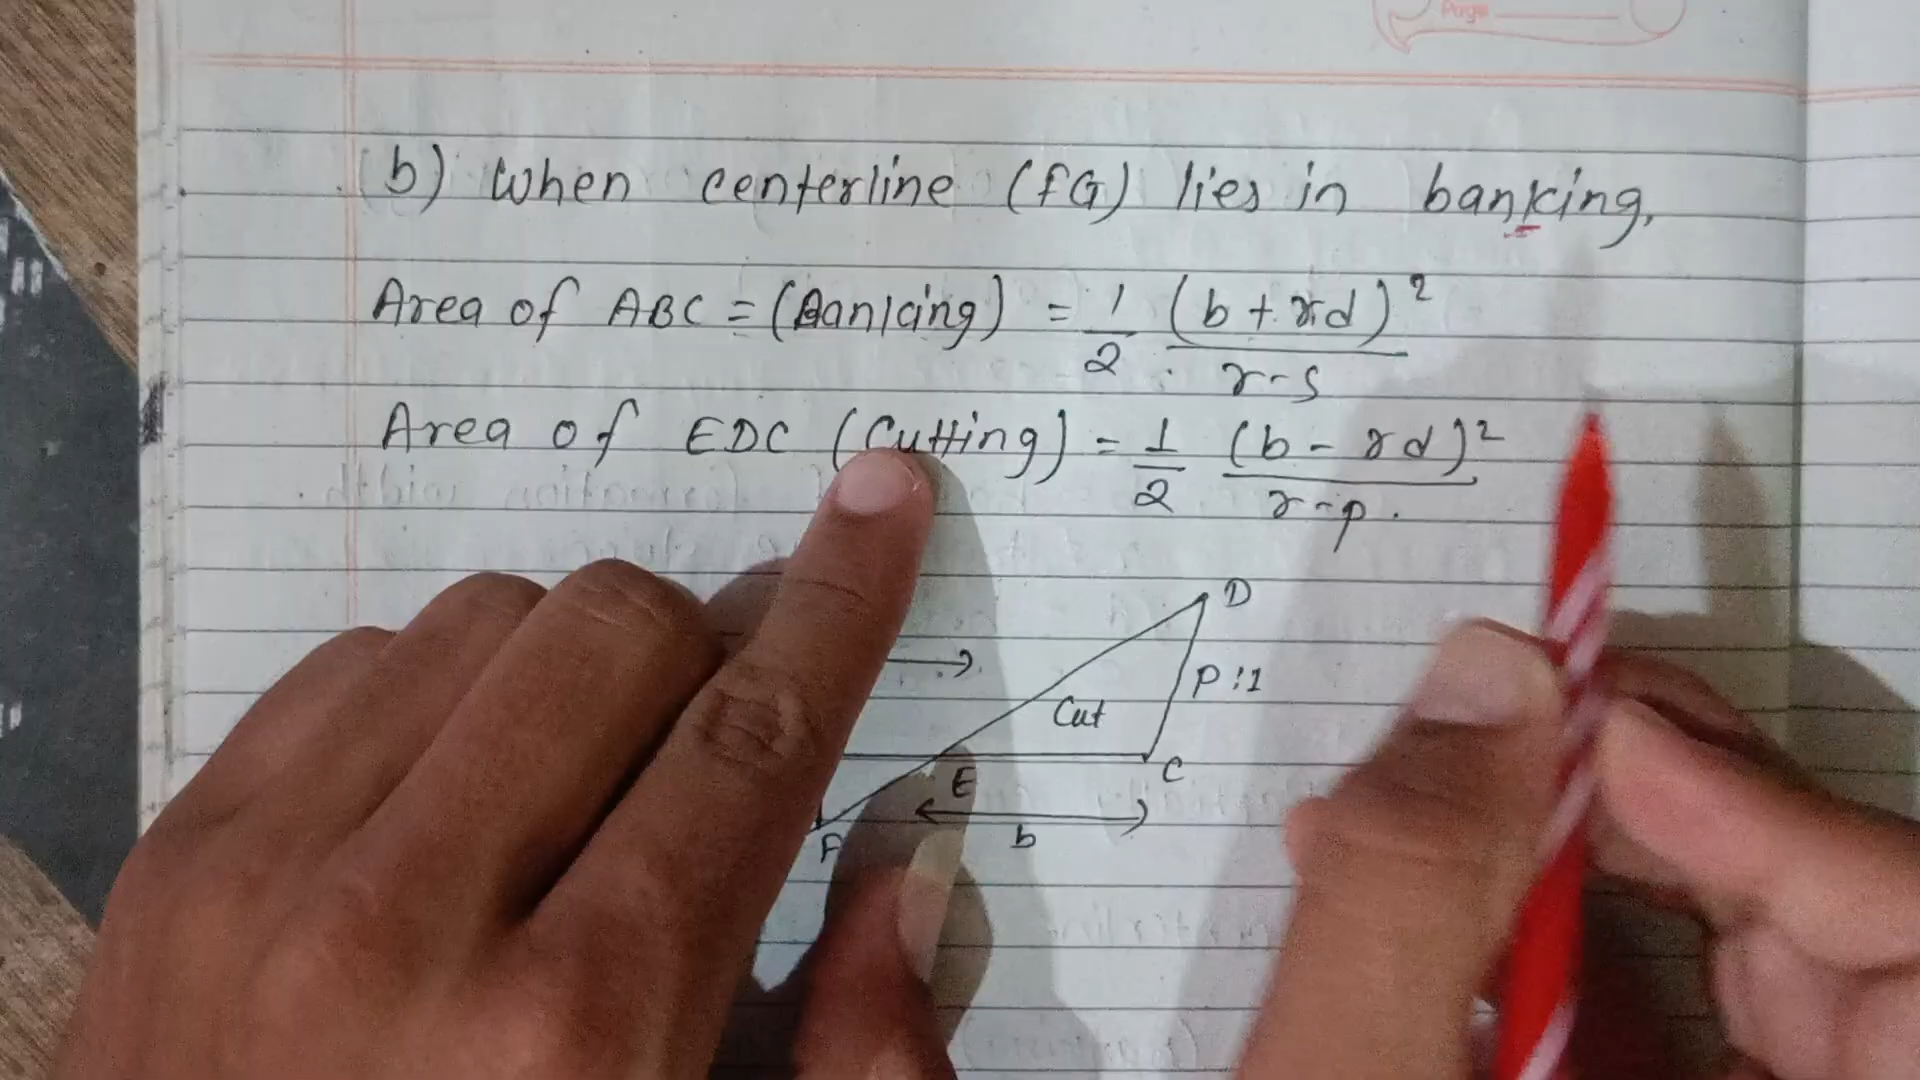 Page
b) When centerline (fG) lies in banking,
Area of ABC = (Banking) = 1/2 (b + rd)²/r-s
Area of EDC (Cutting) = 1/2 (b - rd)²/r-p.
D
P:1
Cut
E
C
b